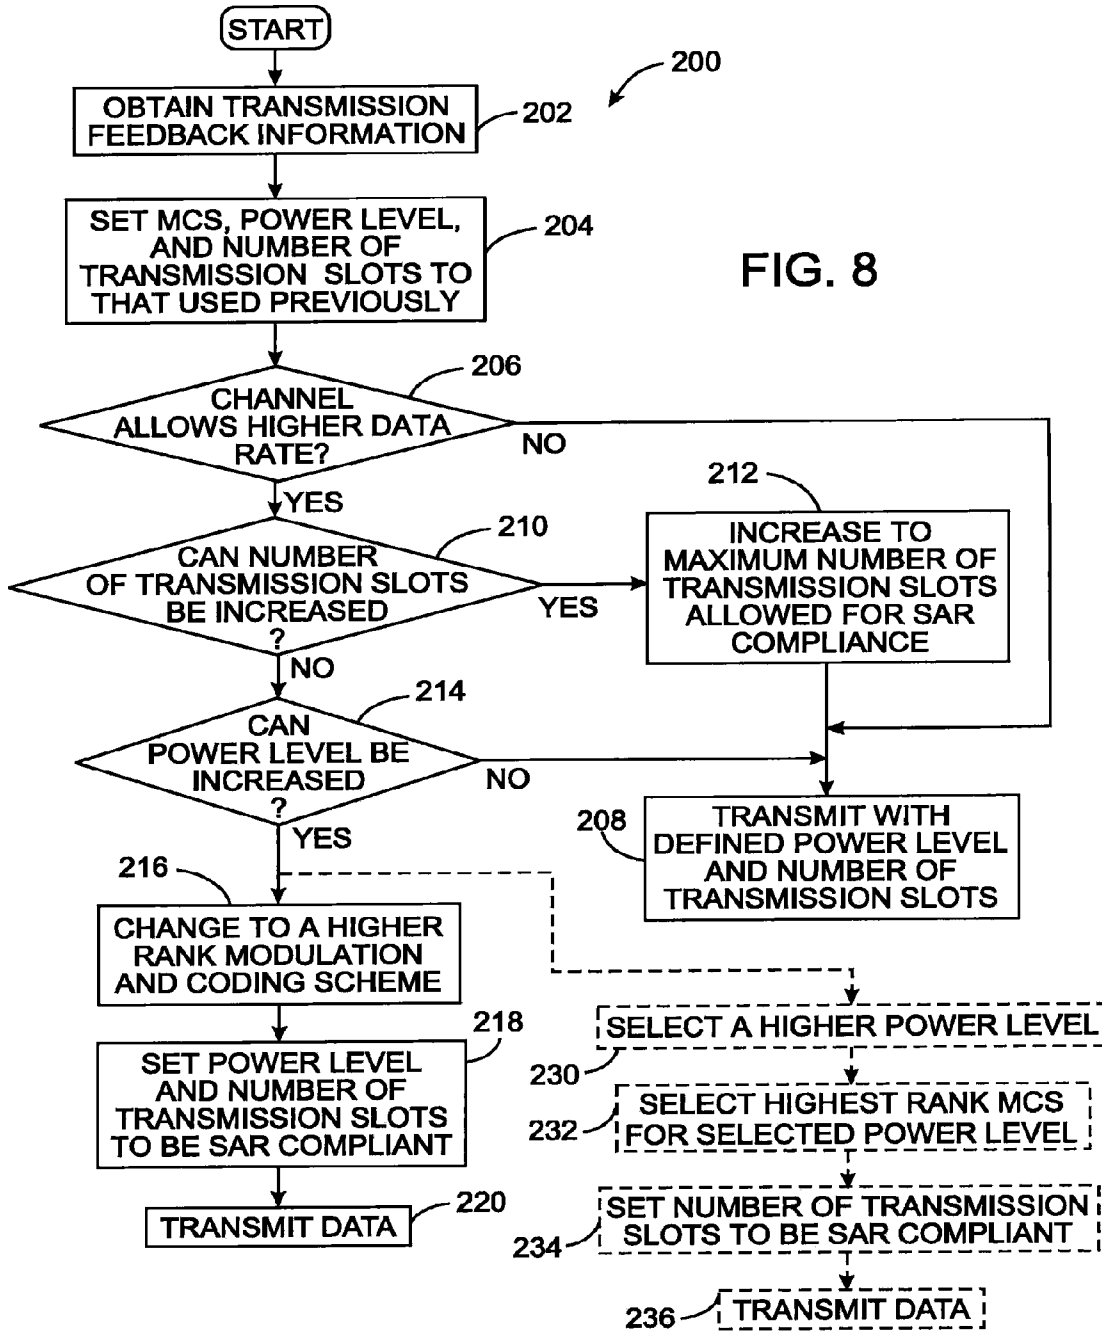 START
200
OBTAIN TRANSMISSION
FEEDBACK INFORMATION
202
SET MCS, POWER LEVEL,
AND NUMBER OF
TRANSMISSION SLOTS TO
THAT USED PREVIOUSLY
204
FIG. 8
206
CHANNEL
ALLOWS HIGHER DATA
RATE?
NO
YES
210
CAN NUMBER
OF TRANSMISSION SLOTS
BE INCREASED
?
YES
NO
212
INCREASE TO
MAXIMUM NUMBER OF
TRANSMISSION SLOTS
ALLOWED FOR SAR
COMPLIANCE
214
CAN
POWER LEVEL BE
INCREASED
?
NO
YES
208
TRANSMIT WITH
DEFINED POWER LEVEL
AND NUMBER OF
TRANSMISSION SLOTS
216
CHANGE TO A HIGHER
RANK MODULATION
AND CODING SCHEME
218
SET POWER LEVEL
AND NUMBER OF
TRANSMISSION SLOTS
TO BE SAR COMPLIANT
220
TRANSMIT DATA
SELECT A HIGHER POWER LEVEL
230
SELECT HIGHEST RANK MCS
FOR SELECTED POWER LEVEL
232
SET NUMBER OF TRANSMISSION
SLOTS TO BE SAR COMPLIANT
234
TRANSMIT DATA
236